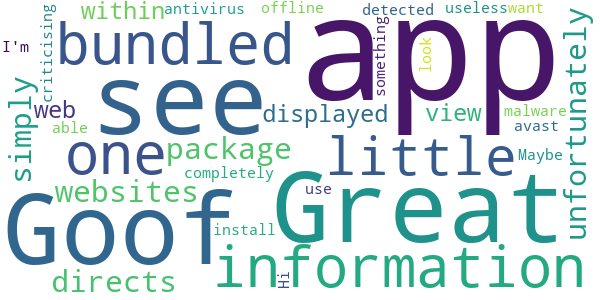 within
antivirus
offline
detected
useless
want
app
I'm
criticising
bundled
something
look
see
displayed
view
malware
unfortunately
web
able
avast
simply
one
package
little
Maybe
completely
websites
use
Great
Goof
install
directs
Hi
information